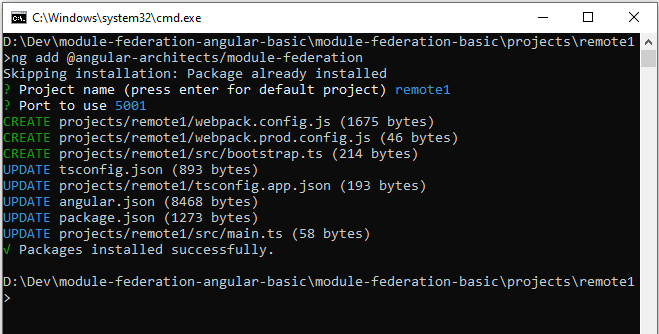 C:\Windows\system32\cmd.exe
D:\Dev\module-federation-angular-basic\module-federation-basic\projects\remote1
>ng add @angular-architects/module-federation
Skipping installation: Package already installed
? Project name (press enter for default project) remote1
? Port to use 5001
CREATE projects/remote1/webpack.config.js (1675 bytes)
CREATE projects/remote1/webpack.prod.config.js (46 bytes)
CREATE projects/remote1/src/bootstrap.ts (214 bytes)
UPDATE tsconfig.json (893 bytes)
UPDATE projects/remote1/tsconfig.app.json (193 bytes)
UPDATE angular.json (8468 bytes)
UPDATE package.json (1273 bytes)
UPDATE projects/remote1/src/main.ts (58 bytes)
√ Packages installed successfully.
D:\Dev\module-federation-angular-basic\module-federation-basic\projects\remote1
>